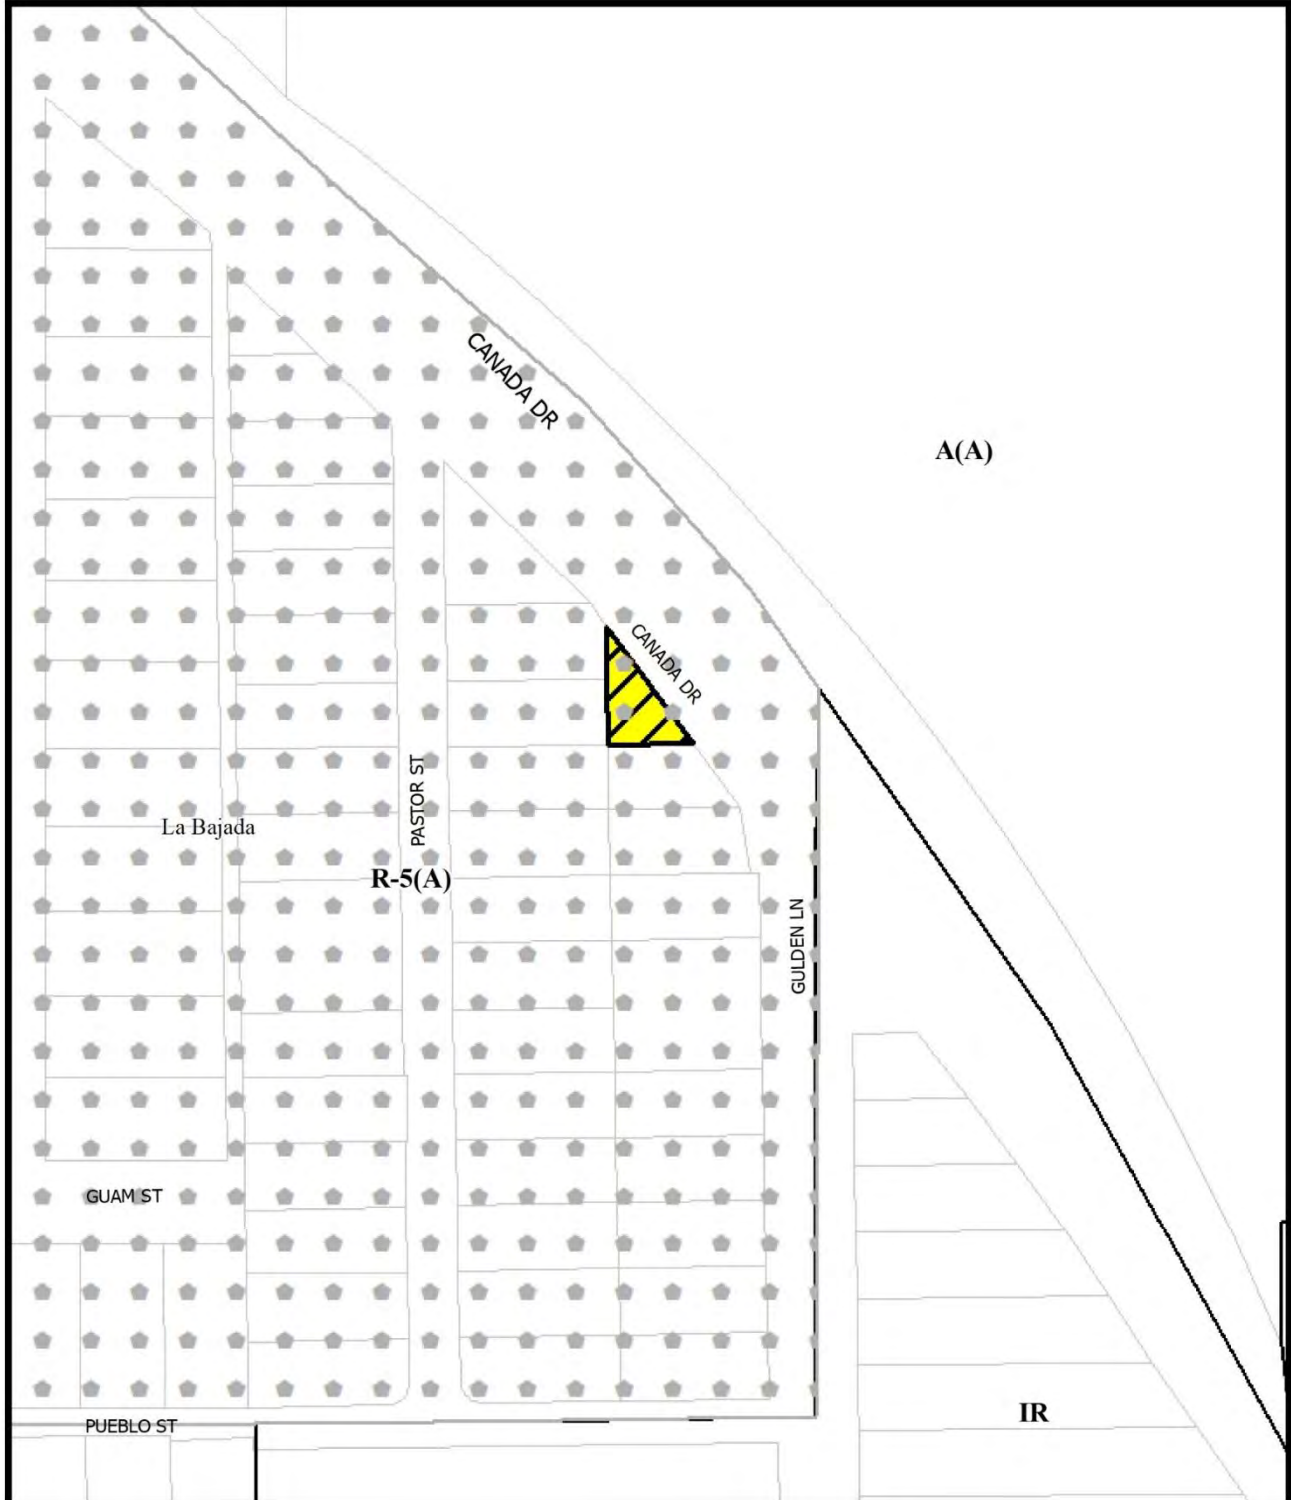 CANADA DR
A(A)
CANADA DR
PASTOR ST
La Bajada
R-5(A)
GULDEN LN
GUAM ST
IR
PUEBLO ST